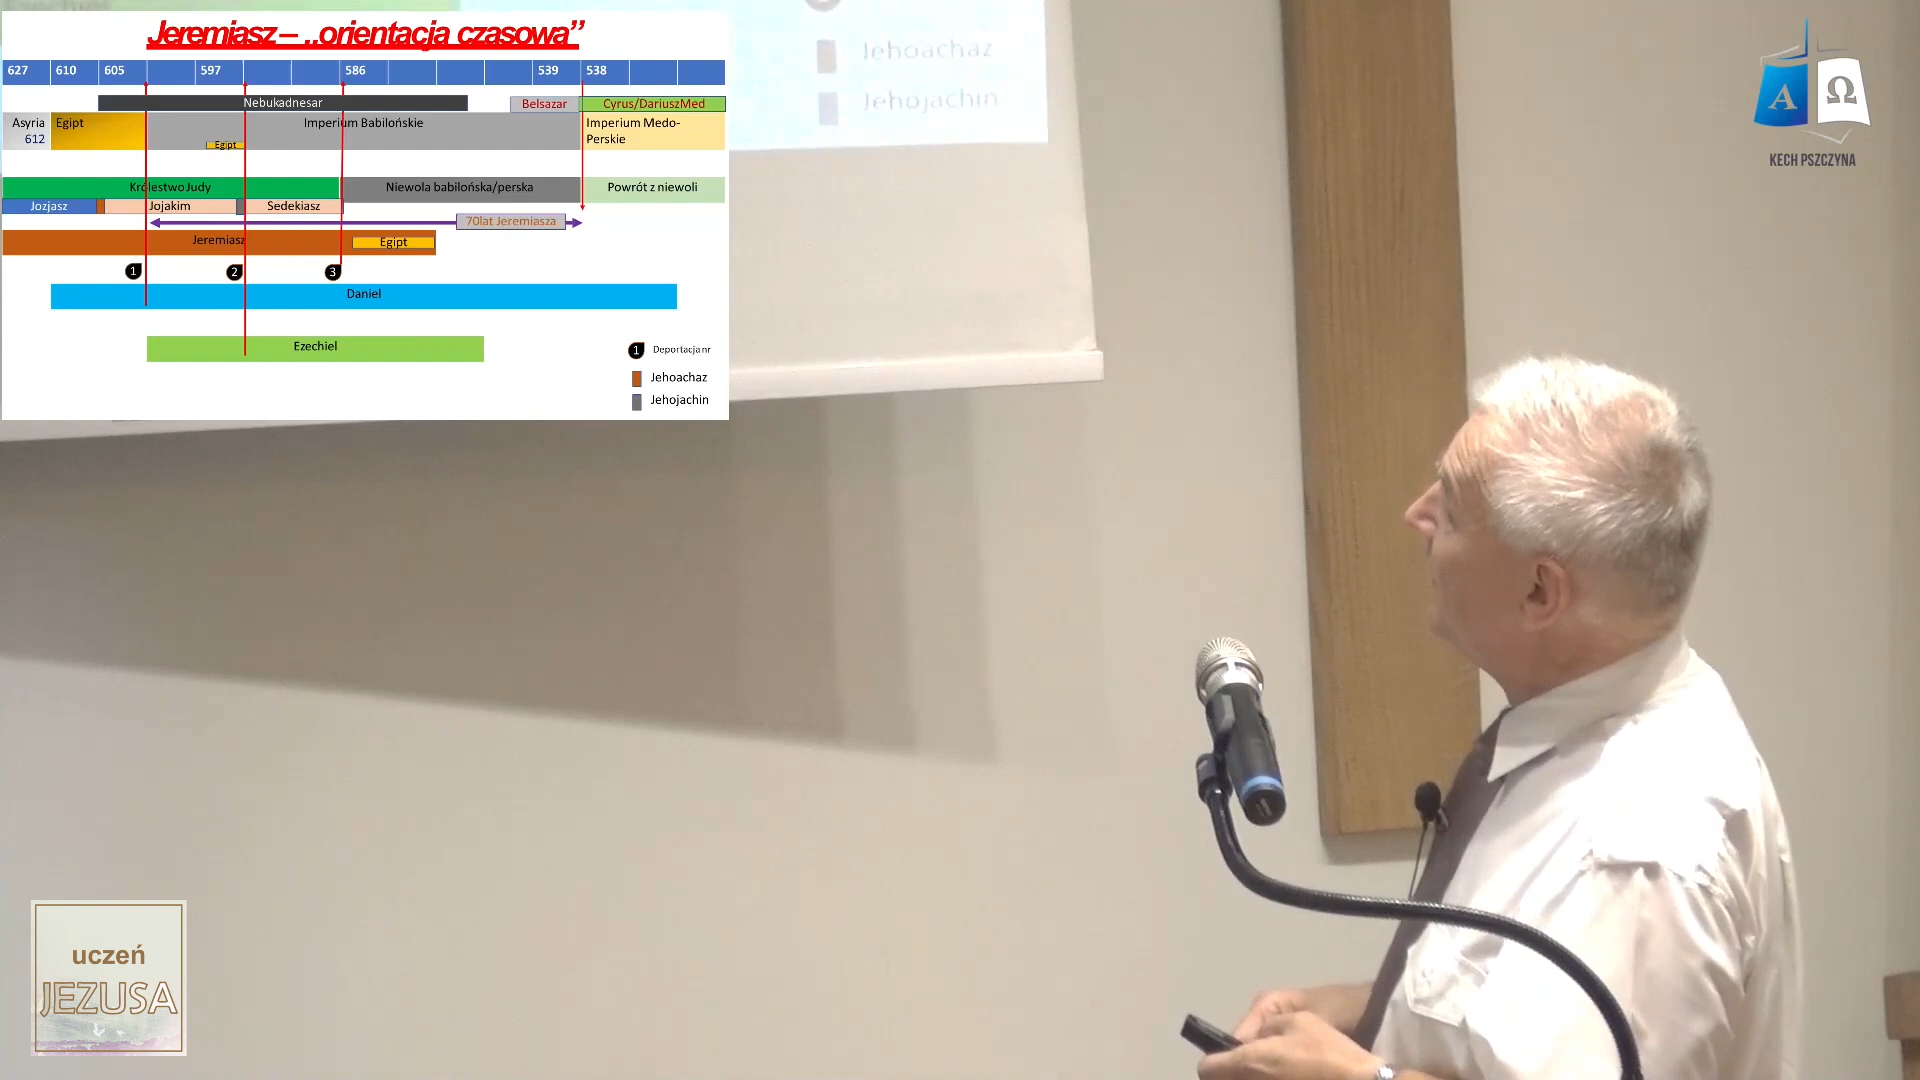 Jeremiasz – „orientacja czasowa”
627 610 605 597 586 539 538
Nebukadnesar
Belsazar
Cyrus/DariuszMed
Asyria
612
Egipt
Imperium Babilońskie
Imperium Medo-
Perskie
Egipt
Królestwo Judy
Niewola babilońska/perska
Powrót z niewoli
Jozjasz
Jojakim
Sedekiasz
70lat Jeremiasza
Jeremiasz
Egipt
1
2
3
Daniel
Ezechiel
1 Deportacja nr
Jehoachaz
Jehojachin
Jehoachaz
Jehojachin
A Ω
KECH PSZCZYNA
uczeń
JEZUSA